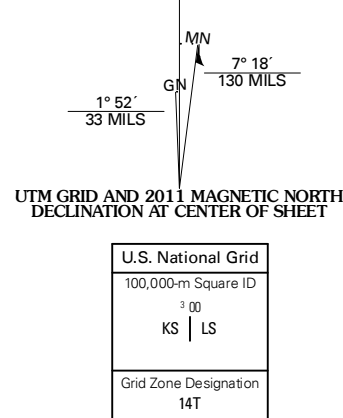 MN
7° 18´
130 MILS
GN
1° 52´
33 MILS
UTM GRID AND 2011 MAGNETIC NORTH
DECLINATION AT CENTER OF SHEET
U.S. National Grid
100,000-m Square ID
³ 00
KS LS
Grid Zone Designation
14T